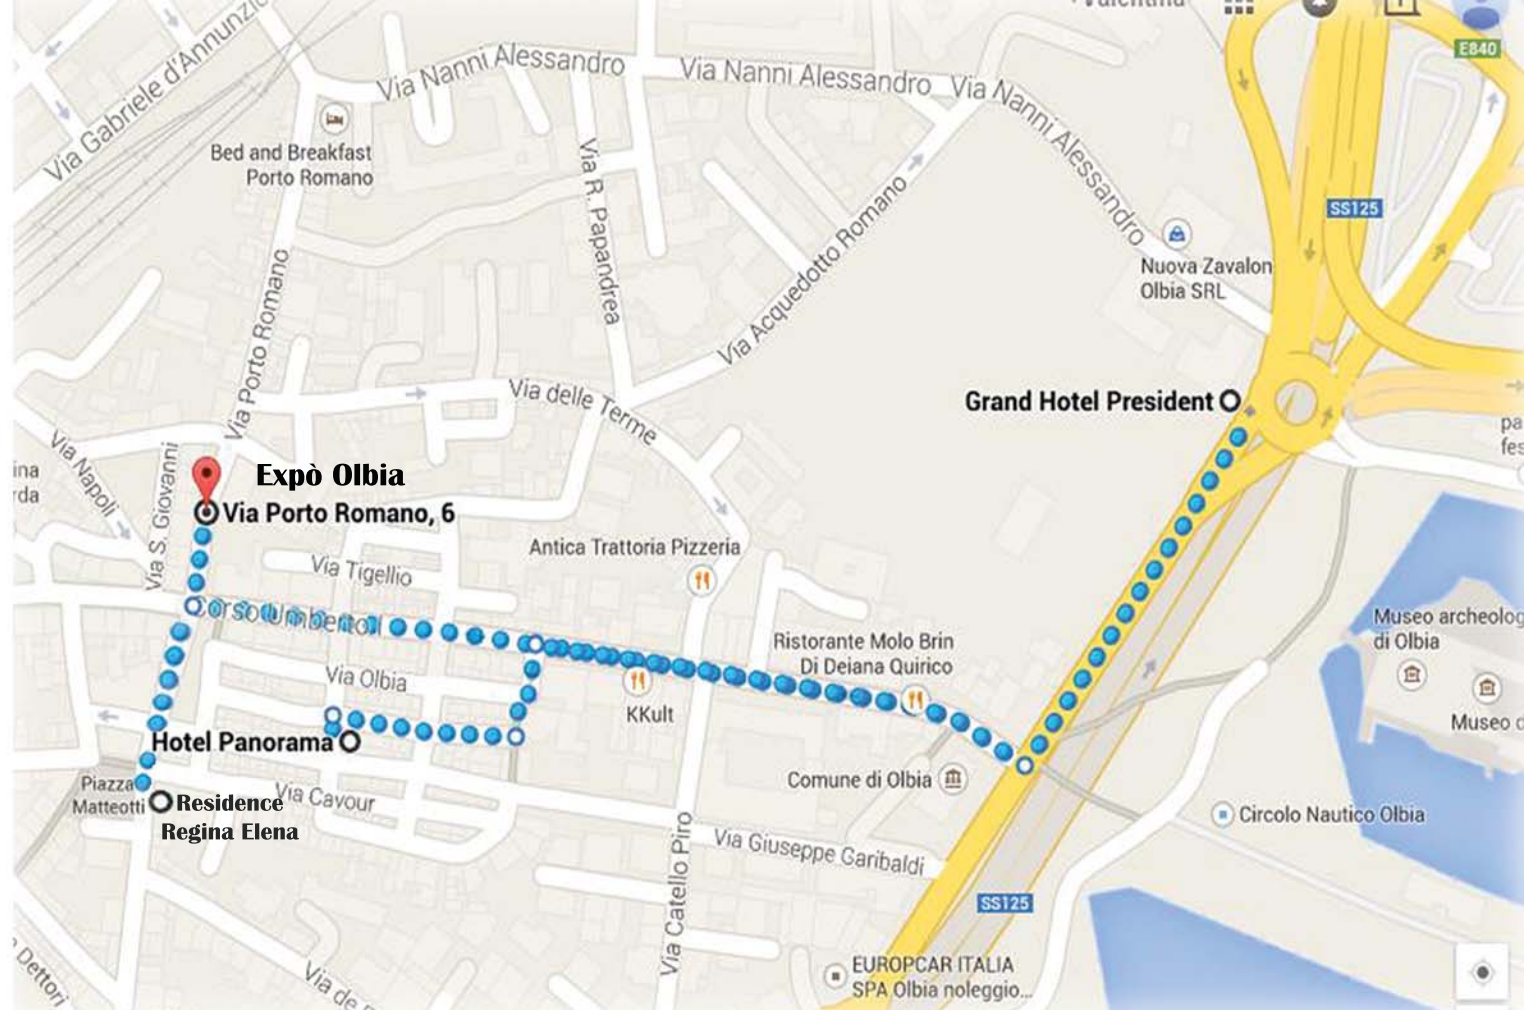 E840
Via Gabriele d'Annunzio
Via Nanni Alessandro
Via Nanni Alessandro
Via Nanni Alessandro
Bed and Breakfast
Porto Romano
Via R. Papandrea
Via Acquedotto Romano
SS125
Nuova Zavalon
Olbia SRL
Via Porto Romano
Via delle Terme
Grand Hotel President
Via Napoli
Via S. Giovanni
Expò Olbia
Via Porto Romano, 6
Antica Trattoria Pizzeria
Via Tigellio
Corso Umberto I
Ristorante Molo Brin
Di Deiana Quirico
Museo archeolog
di Olbia
Via Olbia
KKult
Museo d
Hotel Panorama
Piazza
Matteotti
Residence
Regina Elena
Via Cavour
Comune di Olbia
Circolo Nautico Olbia
Via Giuseppe Garibaldi
Via Catello Piro
SS125
EUROPCAR ITALIA
SPA Olbia noleggio...
Dettori
Via de